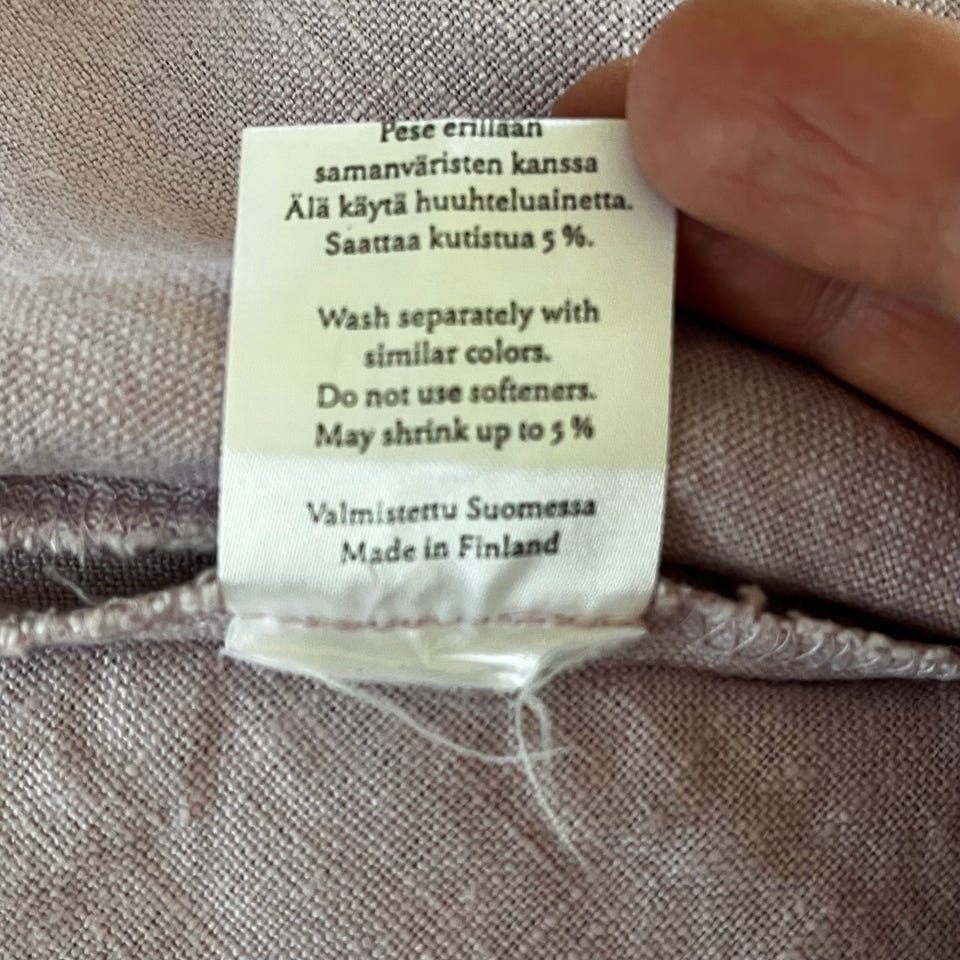 Pese erillään
samanväristen kanssa
Älä käytä huuhteluainetta.
Saattaa kutistua 5 %.
Wash separately with
similar colors.
Do not use softeners.
May shrink up to 5 %
Valmistettu Suomessa
Made in Finland